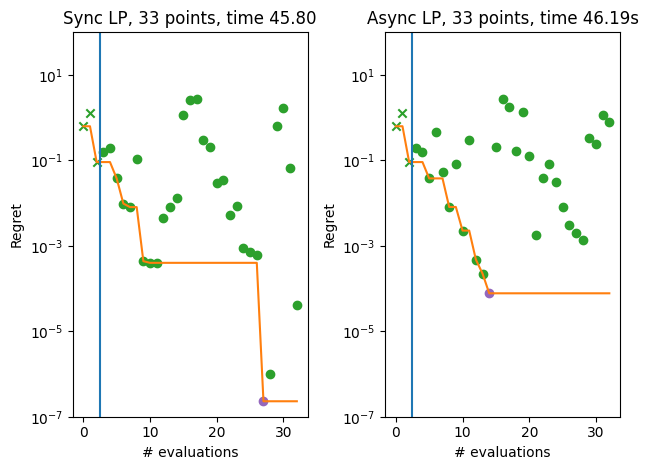 Sync LP, 33 points, time 45.80
Regret
10^1
10^-1
10^-3
10^-5
10^-7
0 10 20 30
# evaluations
Async LP, 33 points, time 46.19s
Regret
10^1
10^-1
10^-3
10^-5
10^-7
0 10 20 30
# evaluations